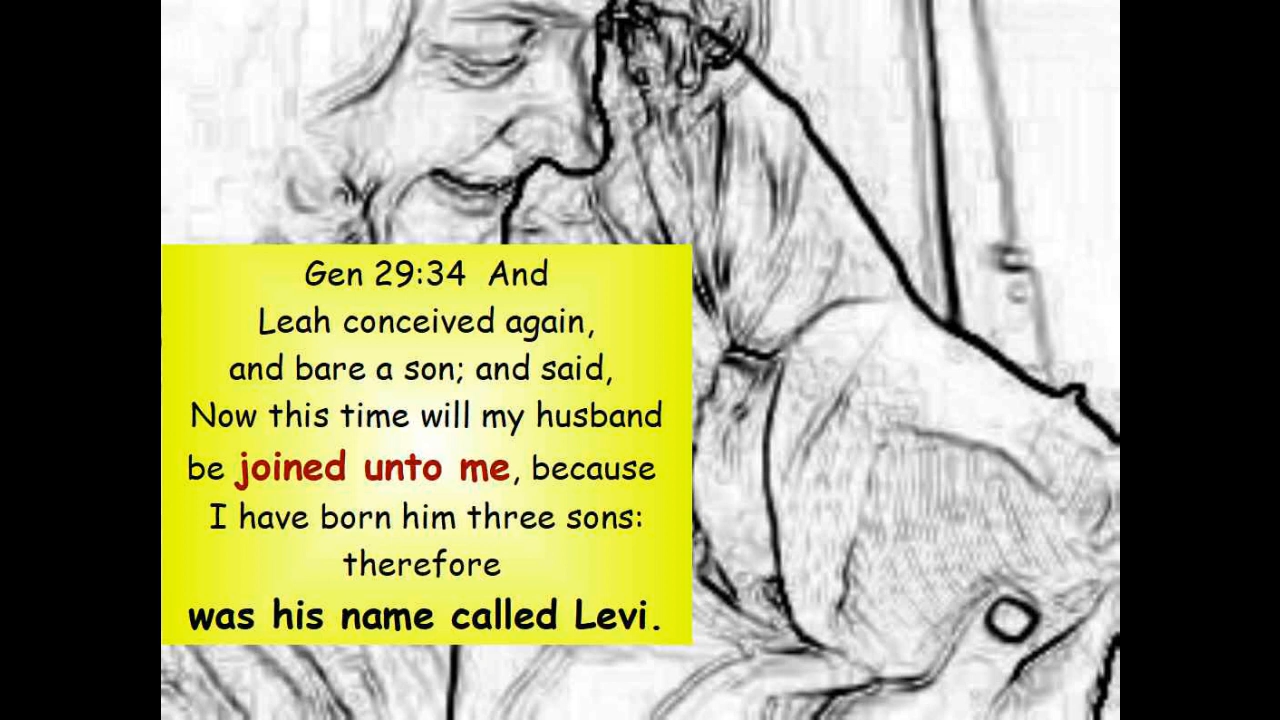 Gen 29:34  And
Leah conceived again,
and bare a son; and said,
Now this time will my husband
be joined unto me, because
I have born him three sons:
therefore
was his name called Levi.